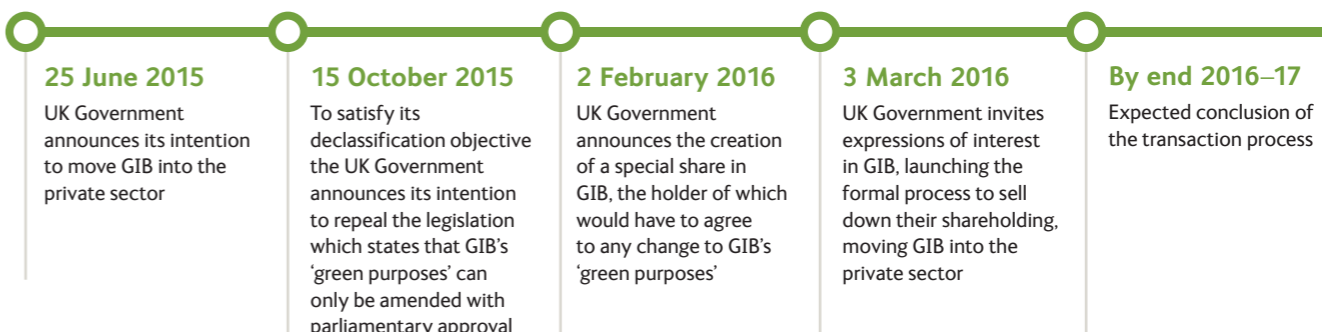 25 June 2015
UK Government
announces its intention
to move GIB into the
private sector
15 October 2015
To satisfy its
declassification objective
the UK Government
announces its intention
to repeal the legislation
which states that GIB's
'green purposes' can
only be amended with
parliamentary approval
2 February 2016
UK Government
announces the creation
of a special share in
GIB, the holder of which
would have to agree
to any change to GIB's
'green purposes'
3 March 2016
UK Government invites
expressions of interest
in GIB, launching the
formal process to sell
down their shareholding,
moving GIB into the
private sector
By end 2016–17
Expected conclusion of
the transaction process